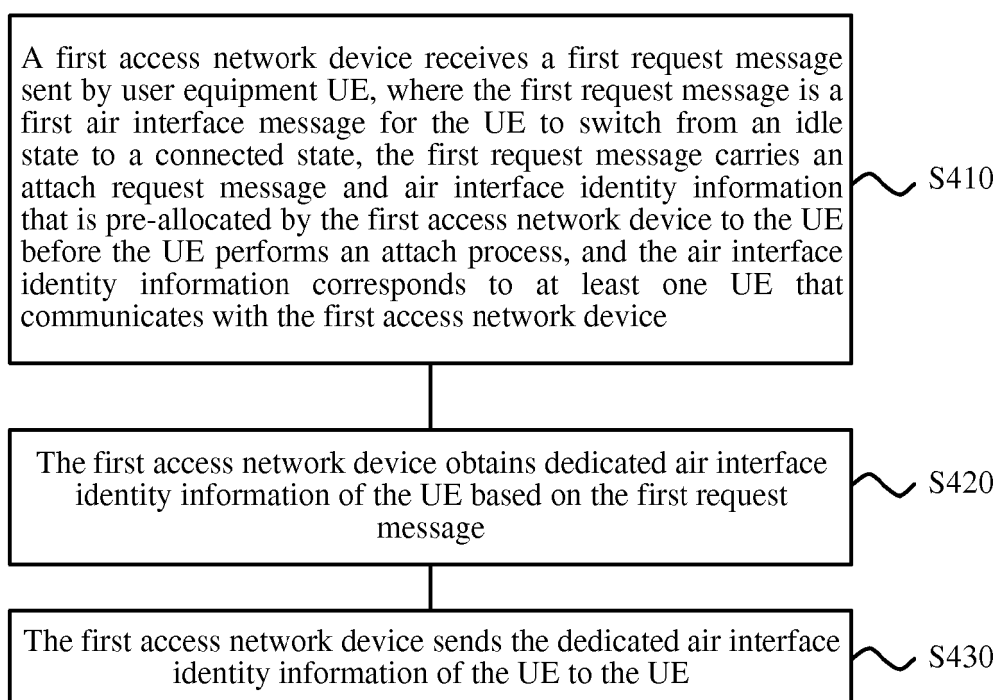 A first access network device receives a first request message
sent by user equipment UE, where the first request message is a
first air interface message for the UE to switch from an idle
state to a connected state, the first request message carries an
attach request message and air interface identity information
that is pre-allocated by the first access network device to the UE
before the UE performs an attach process, and the air interface
identity information corresponds to at least one UE that
communicates with the first access network device
S410
The first access network device obtains dedicated air interface
identity information of the UE based on the first request
message
S420
The first access network device sends the dedicated air interface
identity information of the UE to the UE
S430